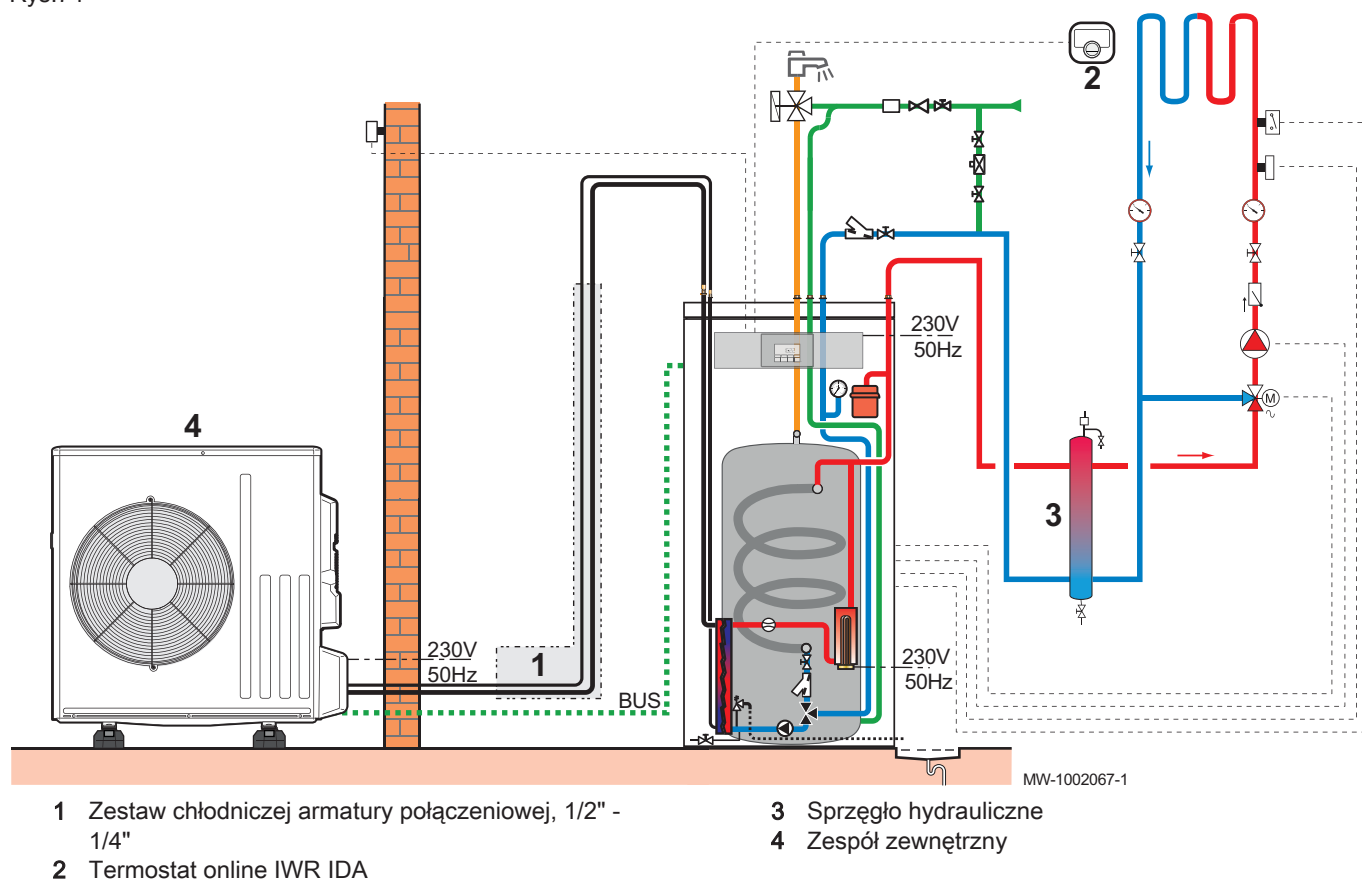 2
230V
50Hz
4
3
230V
50Hz
1
230V
50Hz
BUS
M
MW-1002067-1
1 Zestaw chłodniczej armatury połączeniowej, 1/2" -
1/4"
2 Termostat online IWR IDA
3 Sprzęgło hydrauliczne
4 Zespół zewnętrzny